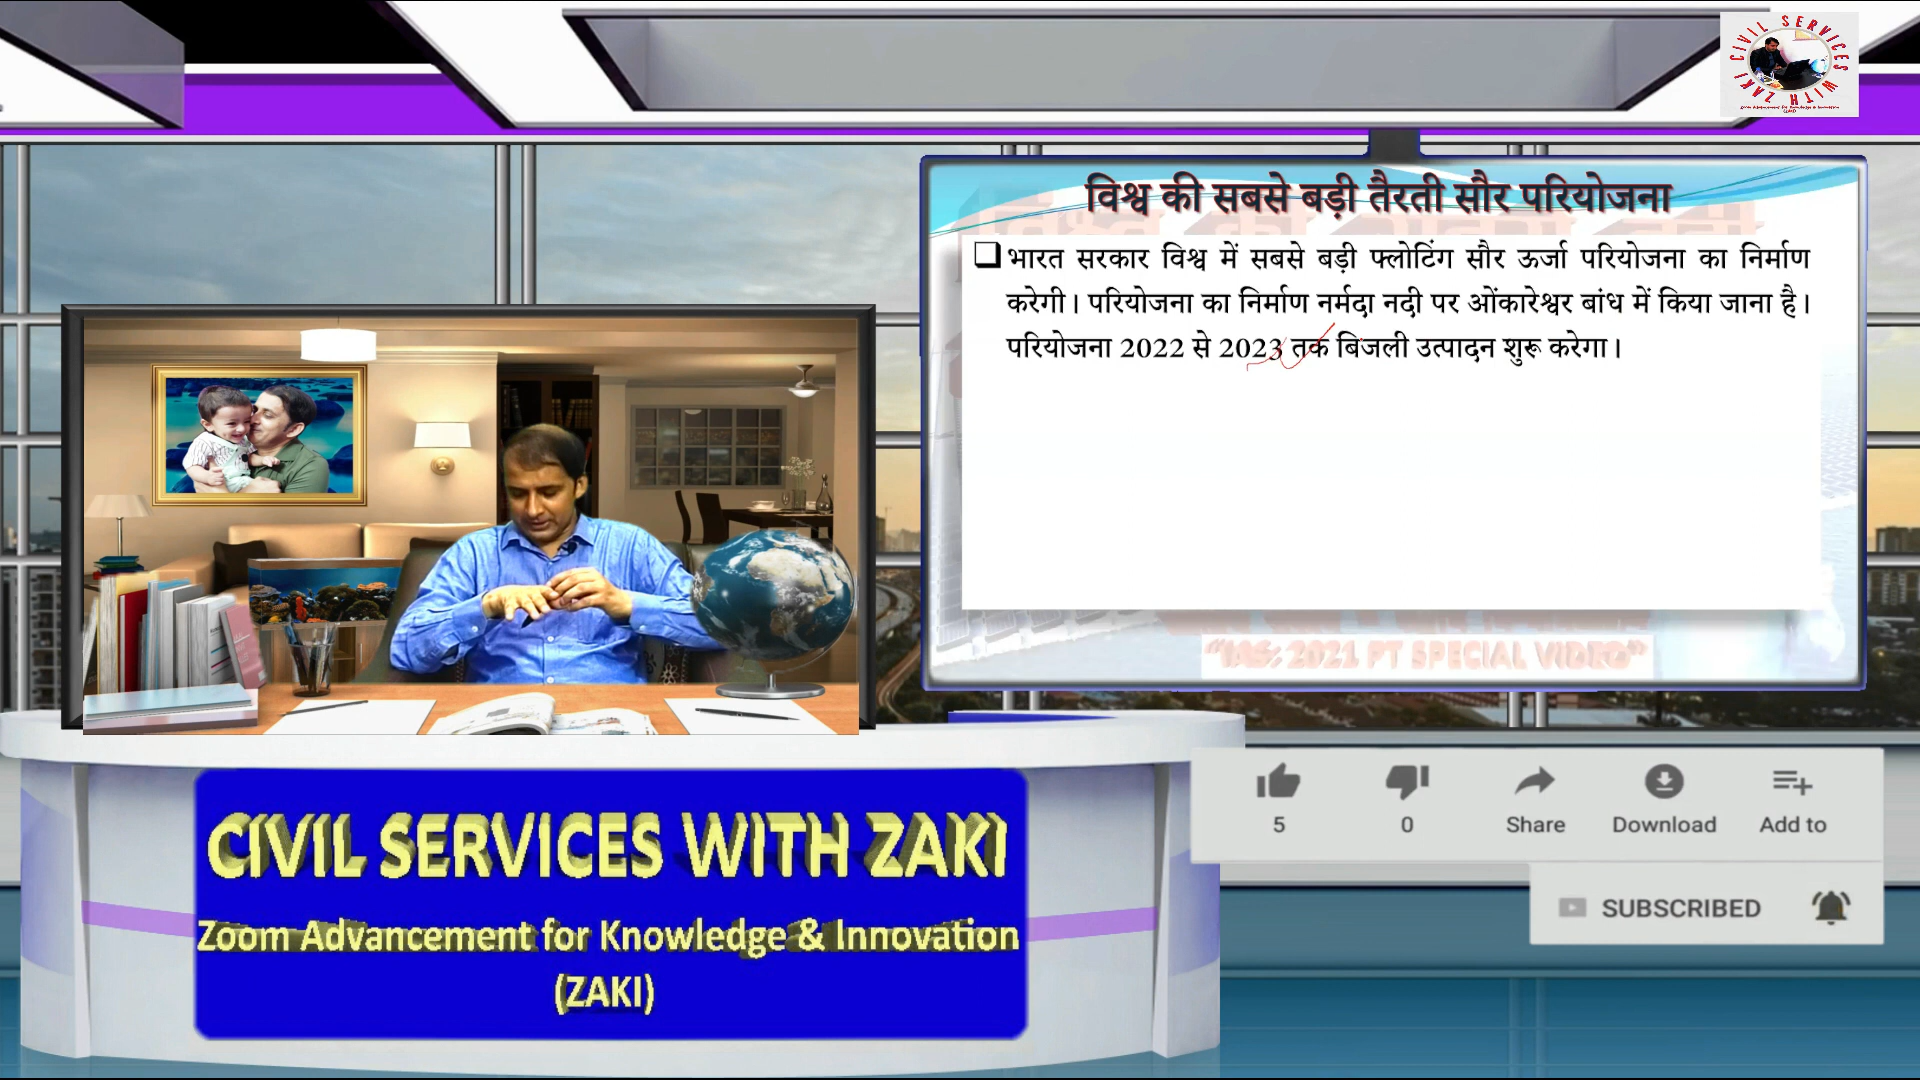 CIVIL SERVICES WITH ZAKI
विश्व की सबसे बड़ी तैरती सौर परियोजना
❑ भारत सरकार विश्व में सबसे बड़ी फ्लोटिंग सौर ऊर्जा परियोजना का निर्माण
करेगी। परियोजना का निर्माण नर्मदा नदी पर ओंकारेश्वर बांध में किया जाना है।
परियोजना 2022 से 2023 तक बिजली उत्पादन शुरू करेगा।
"IAS: 2021 PT SPECIAL VIDEO"
CIVIL SERVICES WITH ZAKI
Zoom Advancement for Knowledge & Innovation
(ZAKI)
5 0 Share Download Add to
SUBSCRIBED